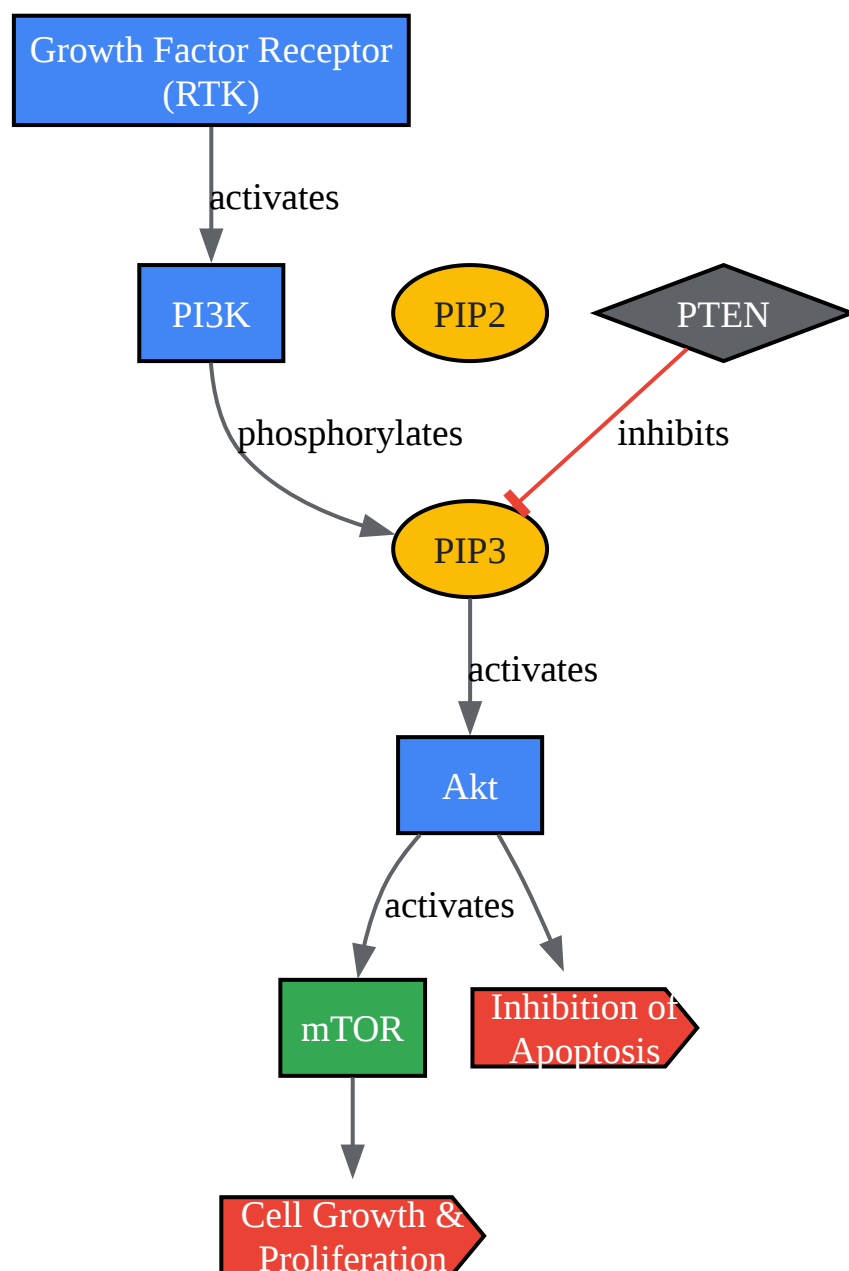 Growth Factor Receptor
(RTK)
activates
PI3K
PIP2
PTEN
phosphorylates
inhibits
PIP3
activates
Akt
activates
mTOR
Inhibition of
Apoptosis
Cell Growth &
Proliferation